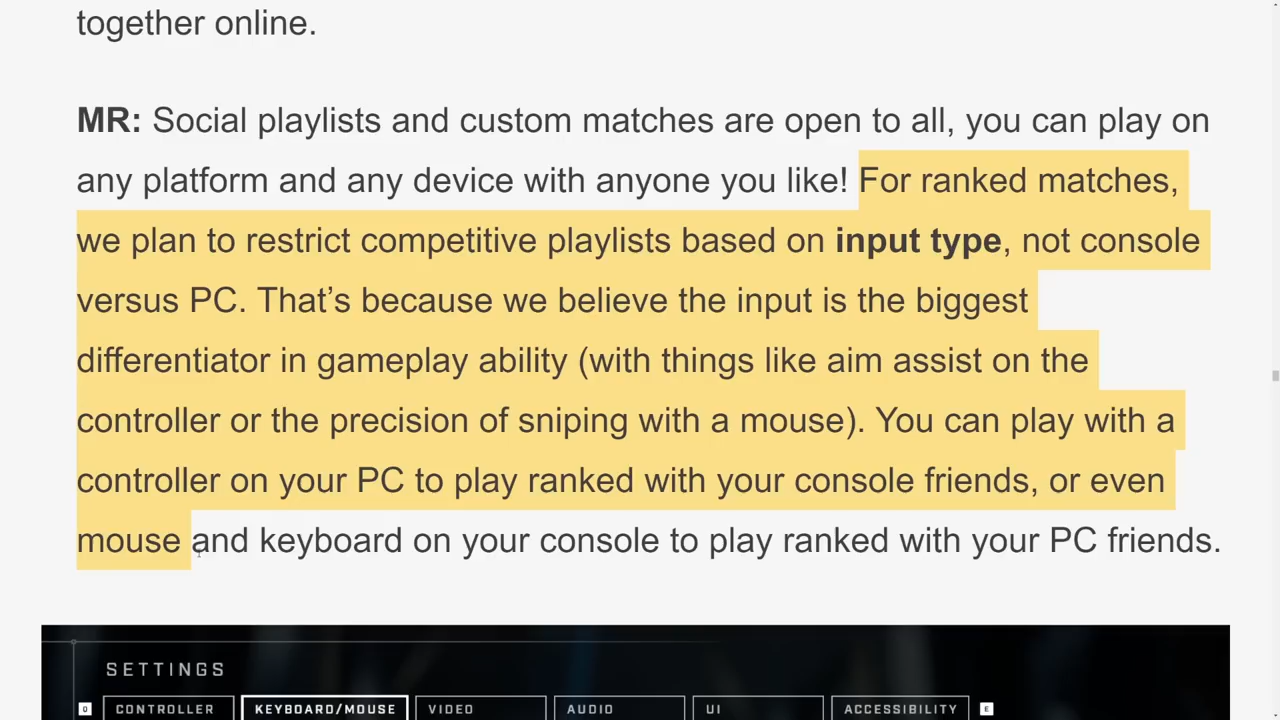 together online.
MR: Social playlists and custom matches are open to all, you can play on
any platform and any device with anyone you like! For ranked matches,
we plan to restrict competitive playlists based on input type, not console
versus PC. That’s because we believe the input is the biggest
differentiator in gameplay ability (with things like aim assist on the
controller or the precision of sniping with a mouse). You can play with a
controller on your PC to play ranked with your console friends, or even
mouse and keyboard on your console to play ranked with your PC friends.
SETTINGS
Q CONTROLLER KEYBOARD/MOUSE VIDEO AUDIO UI ACCESSIBILITY E